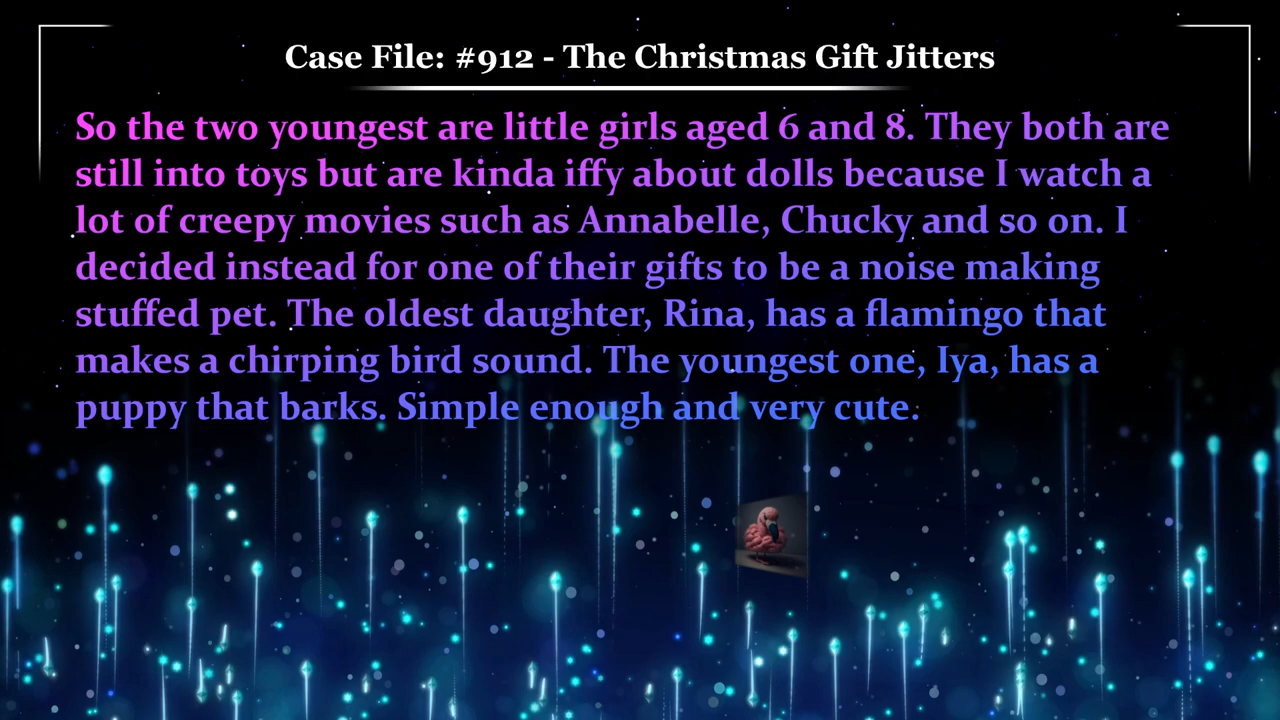 Case File: #912 - The Christmas Gift Jitters
So the two youngest are little girls aged 6 and 8. They both are
still into toys but are kinda iffy about dolls because I watch a
lot of creepy movies such as Annabelle, Chucky and so on. I
decided instead for one of their gifts to be a noise making
stuffed pet. The oldest daughter, Rina, has a flamingo that
makes a chirping bird sound. The youngest one, Iya, has a
puppy that barks. Simple enough and very cute.